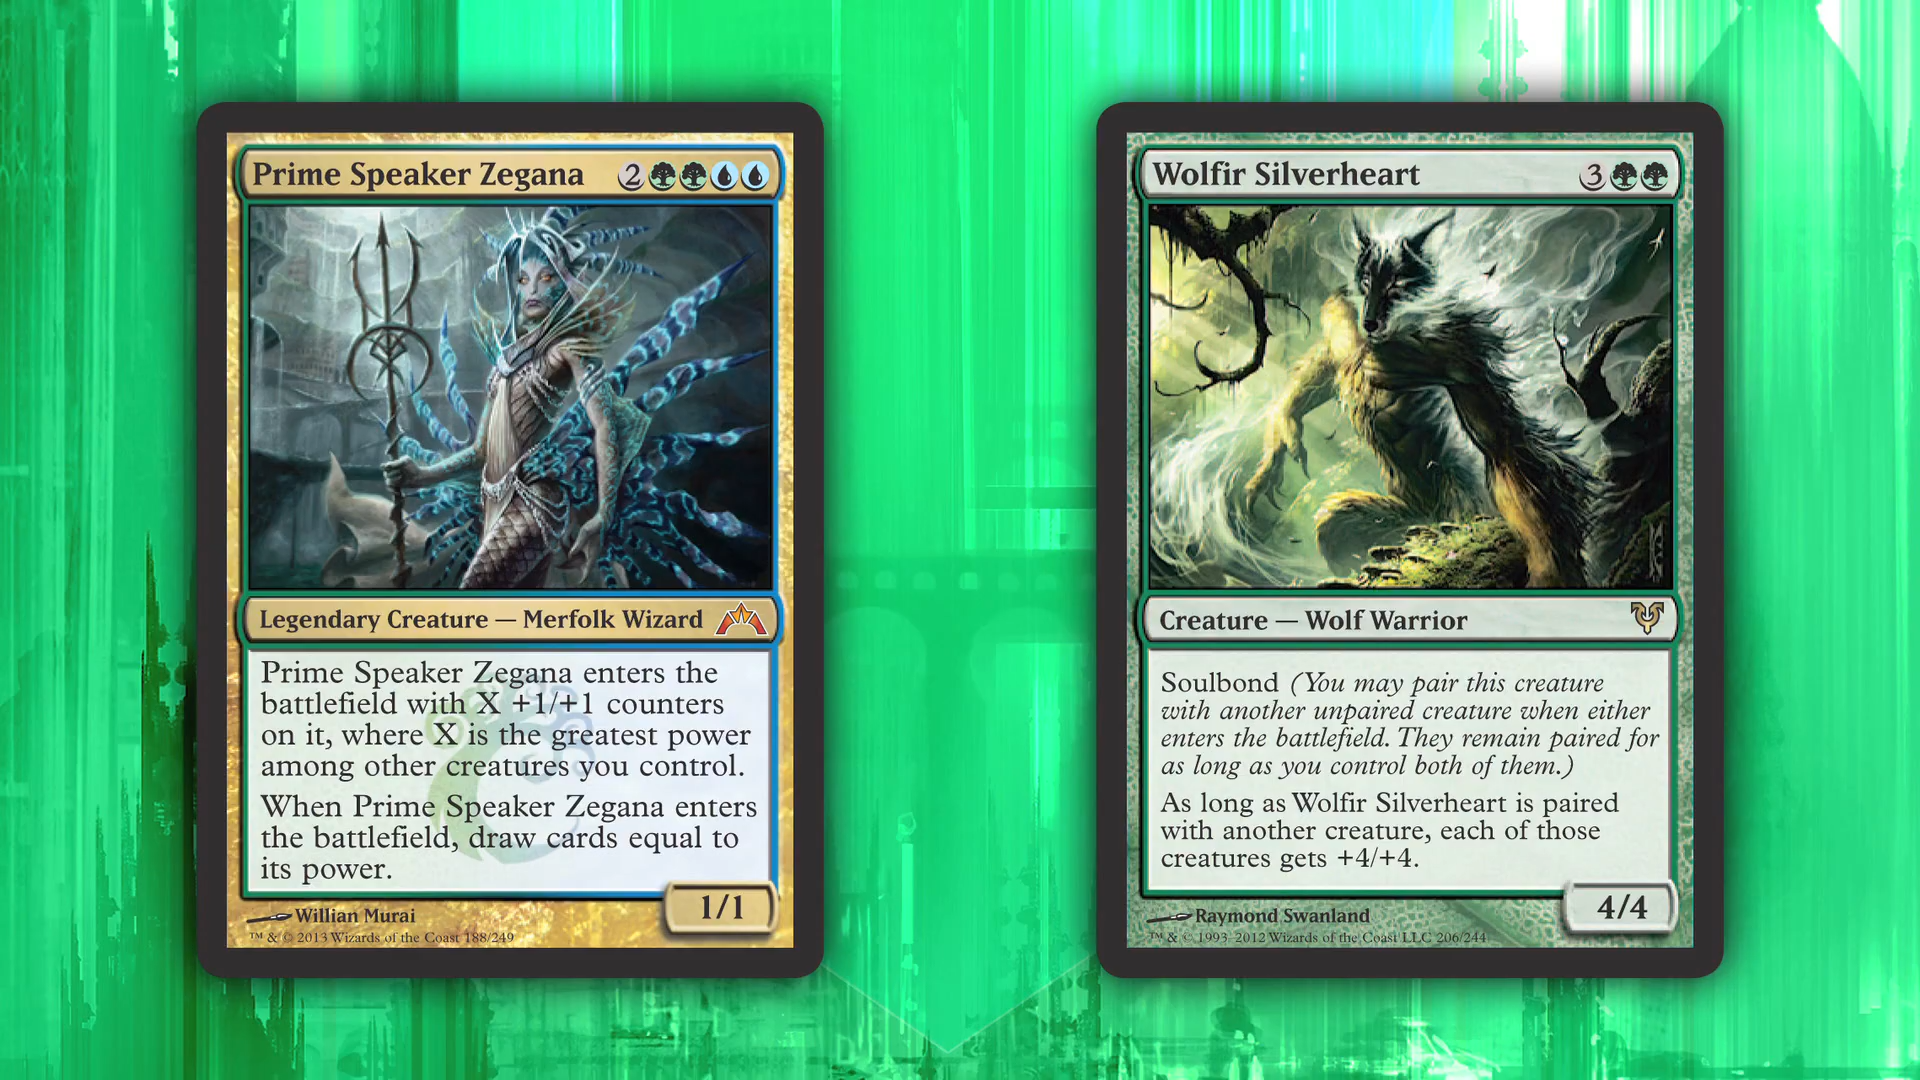 Prime Speaker Zegana 2
Legendary Creature — Merfolk Wizard
Prime Speaker Zegana enters the
battlefield with X +1/+1 counters
on it, where X is the greatest power
among other creatures you control.
When Prime Speaker Zegana enters
the battlefield, draw cards equal to
its power.
1/1
Willian Murai
™ & © 2013 Wizards of the Coast 188/249
Wolfir Silverheart 3
Creature — Wolf Warrior
Soulbond (You may pair this creature
with another unpaired creature when either
enters the battlefield. They remain paired for
as long as you control both of them.)
As long as Wolfir Silverheart is paired
with another creature, each of those
creatures gets +4/+4.
4/4
Raymond Swanland
™ & © 1993–2012 Wizards of the Coast LLC 206/244